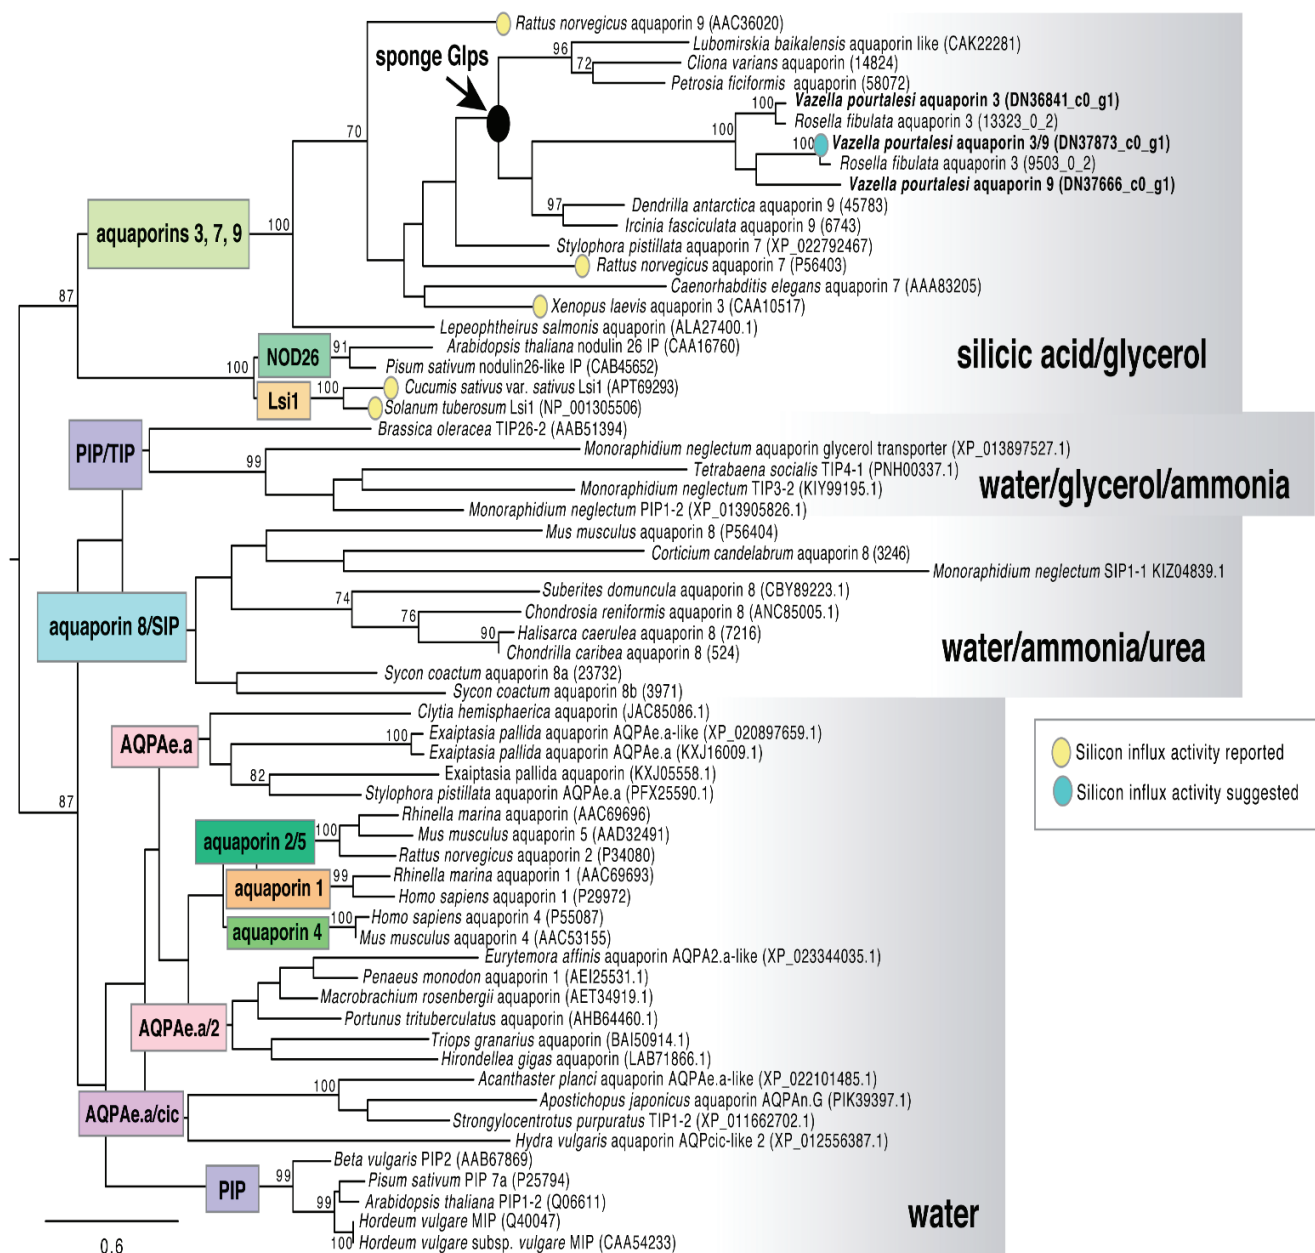 Rattus norvegicus aquaporin 9 (AAC36020)
sponge Glps
96
Lubomirskia baikalensis aquaporin like (CAK22281)
72
Cliona varians aquaporin (14824)
Petrosia ficiformis aquaporin (58072)
100
Vazella pourtalesi aquaporin 3 (DN36841_c0_g1)
70
100
Rosella fibulata aquaporin 3 (13323_0_2)
100
Vazella pourtalesi aquaporin 3/9 (DN37873_c0_g1)
Rosella fibulata aquaporin 3 (9503_0_2)
Vazella pourtalesi aquaporin 9 (DN37666_c0_g1)
97
Dendrilla antarctica aquaporin 9 (45783)
Ircinia fasciculata aquaporin 9 (6743)
aquaporins 3, 7, 9
100
Stylophora pistillata aquaporin 7 (XP_022792467)
Rattus norvegicus aquaporin 7 (P56403)
Caenorhabditis elegans aquaporin 7 (AAA83205)
87
Xenopus laevis aquaporin 3 (CAA10517)
Lepeophtheirus salmonis aquaporin (ALA27400.1)
silicic acid/glycerol
NOD26
91
Arabidopsis thaliana nodulin 26 IP (CAA16760)
100
Pisum sativum nodulin26-like IP (CAB45652)
Lsi1
100
Cucumis sativus var. sativus Lsi1 (APT69293)
Solanum tuberosum Lsi1 (NP_001305506)
PIP/TIP
Brassica oleracea TIP26-2 (AAB51394)
99
Monoraphidium neglectum aquaporin glycerol transporter (XP_013897527.1)
Tetrabaena socialis TIP4-1 (PNH00337.1)
Monoraphidium neglectum TIP3-2 (KIY99195.1)
water/glycerol/ammonia
Monoraphidium neglectum PIP1-2 (XP_013905826.1)
Mus musculus aquaporin 8 (P56404)
Corticium candelabrum aquaporin 8 (3246)
Monoraphidium neglectum SIP1-1 KIZ04839.1
74
Suberites domuncula aquaporin 8 (CBY89223.1)
76
Chondrosia reniformis aquaporin 8 (ANC85005.1)
aquaporin 8/SIP
90
Halisarca caerulea aquaporin 8 (7216)
Chondrilla caribea aquaporin 8 (524)
water/ammonia/urea
Sycon coactum aquaporin 8a (23732)
Sycon coactum aquaporin 8b (3971)
Clytia hemisphaerica aquaporin (JAC85086.1)
AQPAe.a
100
Exaiptasia pallida aquaporin AQPAe.a-like (XP_020897659.1)
Exaiptasia pallida aquaporin AQPAe.a (KXJ16009.1)
82
Exaiptasia pallida aquaporin (KXJ05558.1)
Stylophora pistillata aquaporin AQPAe.a (PFX25590.1)
Silicon influx activity reported
Silicon influx activity suggested
87
Rhinella marina aquaporin (AAC69696)
aquaporin 2/5
100
Mus musculus aquaporin 5 (AAD32491)
Rattus norvegicus aquaporin 2 (P34080)
aquaporin 1
99
Rhinella marina aquaporin 1 (AAC69693)
Homo sapiens aquaporin 1 (P29972)
aquaporin 4
100
Homo sapiens aquaporin 4 (P55087)
Mus musculus aquaporin 4 (AAC53155)
Eurytemora affinis aquaporin AQPA2.a-like (XP_023344035.1)
Penaeus monodon aquaporin 1 (AEI25531.1)
Macrobrachium rosenbergii aquaporin (AET34919.1)
AQPAe.a/2
Portunus trituberculatus aquaporin (AHB64460.1)
Triops granarius aquaporin (BAI50914.1)
Hirondellea gigas aquaporin (LAB71866.1)
100
Acanthaster planci aquaporin AQPAe.a-like (XP_022101485.1)
AQPAe.a/cic
Apostichopus japonicus aquaporin AQPAn.G (PIK39397.1)
Strongylocentrotus purpuratus TIP1-2 (XP_011662702.1)
Hydra vulgaris aquaporin AQPcic-like 2 (XP_012556387.1)
PIP
99
Beta vulgaris PIP2 (AAB67869)
Pisum sativum PIP 7a (P25794)
99
Arabidopsis thaliana PIP1-2 (Q06611)
water
Hordeum vulgare MIP (Q40047)
100
Hordeum vulgare subsp. vulgare MIP (CAA54233)
0.6